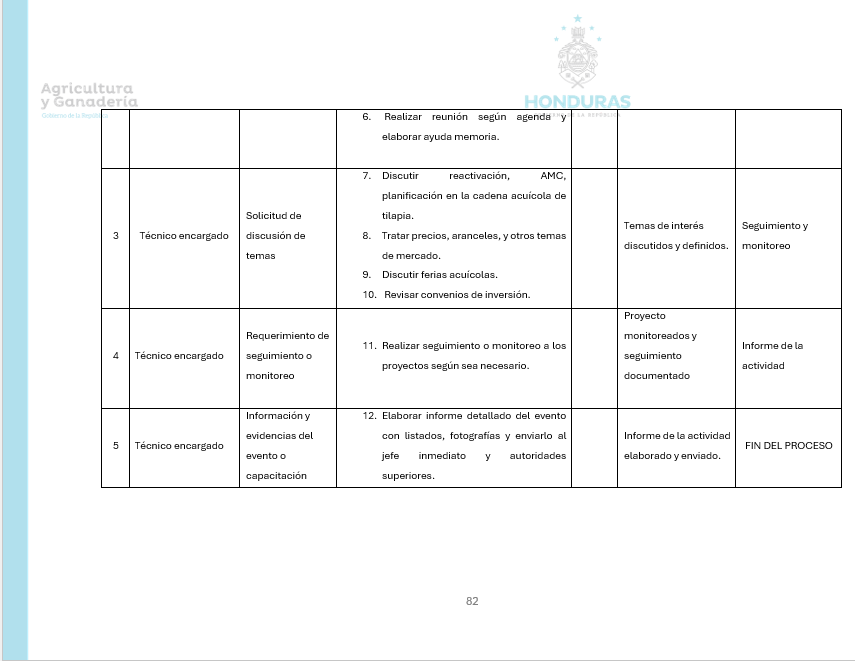 Agricultura
y Ganadería
Gobierno de la República
HONDURAS
DE LA REPÚBLICA
6. Realizar reunión según agenda y
elaborar ayuda memoria.
3
Técnico encargado
Solicitud de
discusión de
temas
7. Discutir reactivación, AMC,
planificación en la cadena acuícola de
tilapia.
8. Tratar precios, aranceles, y otros temas
de mercado.
9. Discutir ferias acuícolas.
10. Revisar convenios de inversión.
Temas de interés
discutidos y definidos.
Seguimiento y
monitoreo
4
Técnico encargado
Requerimiento de
seguimiento o
monitoreo
11. Realizar seguimiento o monitoreo a los
proyectos según sea necesario.
Proyecto
monitoreados y
seguimiento
documentado
Informe de la
actividad
5
Técnico encargado
Información y
evidencias del
evento o
capacitación
12. Elaborar informe detallado del evento
con listados, fotografías y enviarlo al
jefe inmediato y autoridades
superiores.
Informe de la actividad
elaborado y enviado.
FIN DEL PROCESO
82